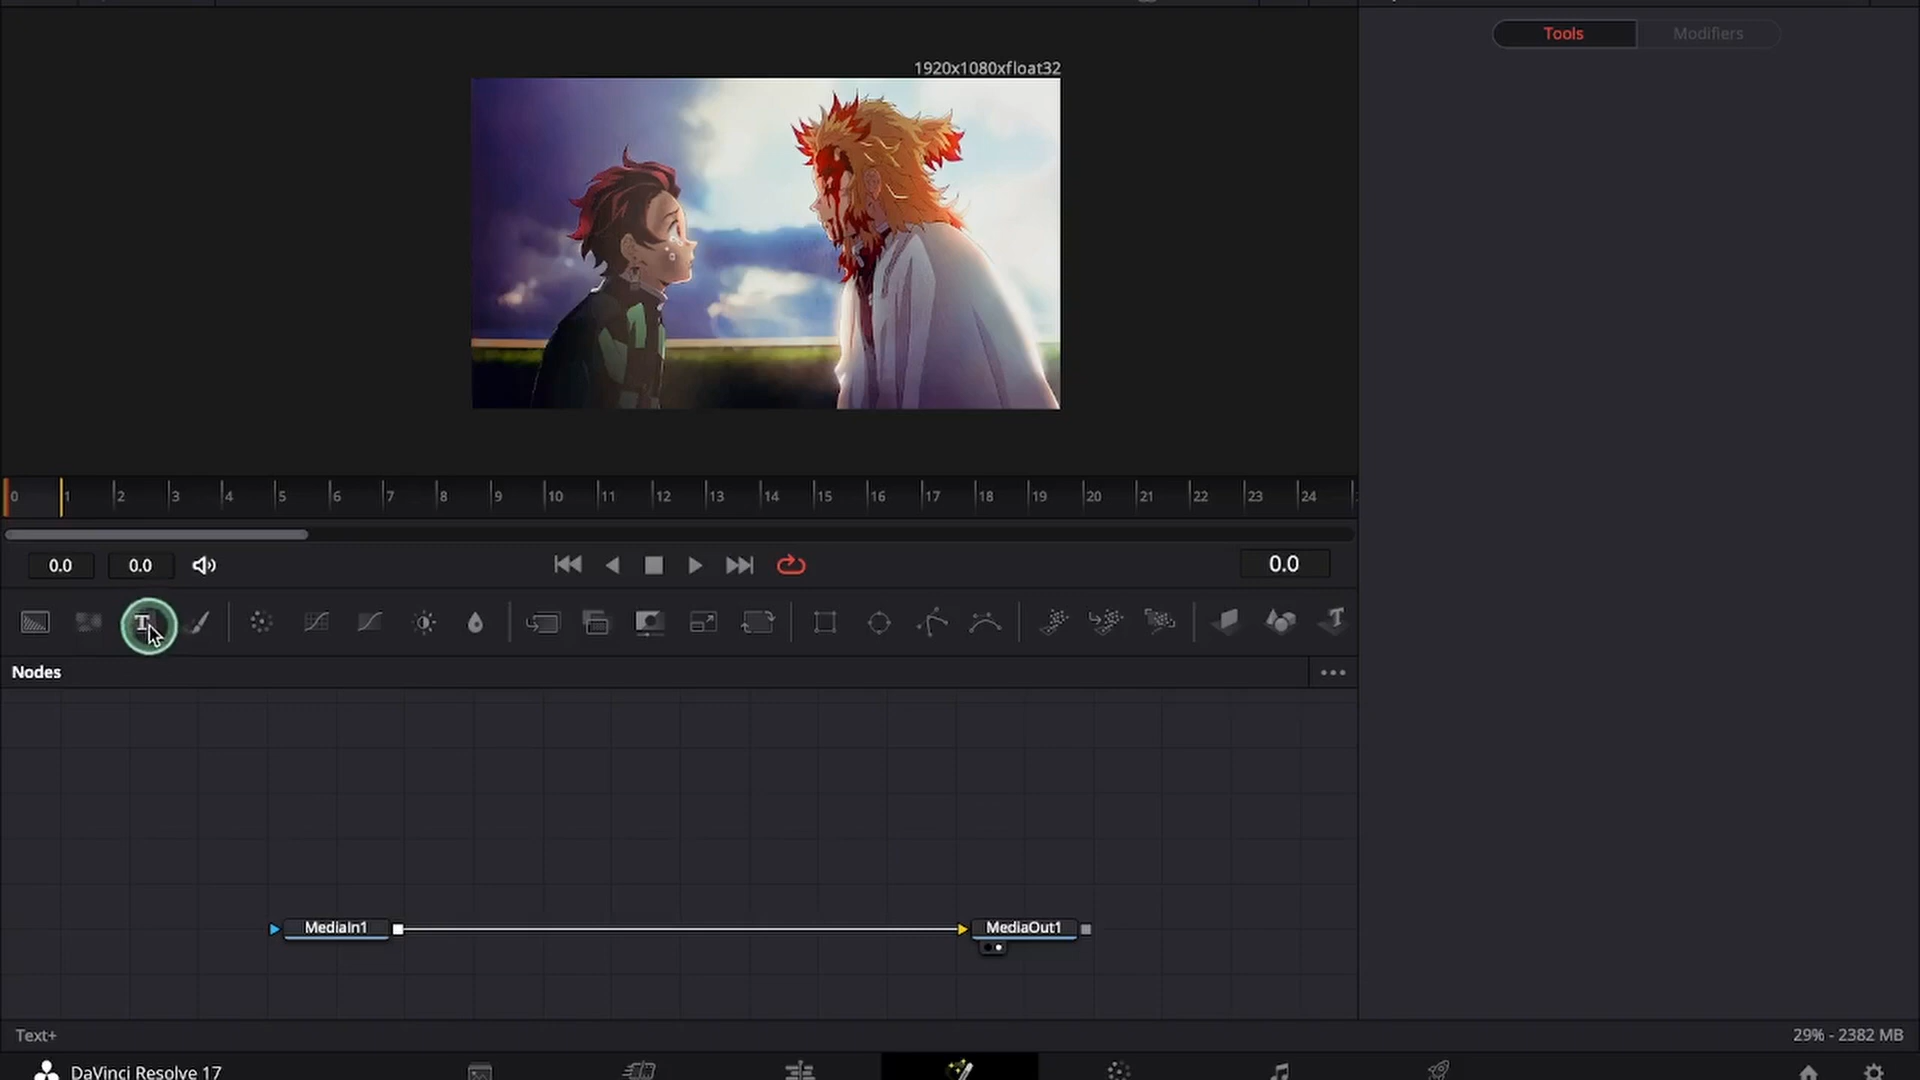 Tools Modifiers
1920x1080xfloat32
0 1 2 3 4 5 6 7 8 9 10 11 12 13 14 15 16 17 18 19 20 21 22 23 24
0.0 0.0 0.0
Nodes
MediaIn1 MediaOut1
Text+ 29% - 2382 MB
DaVinci Resolve 17